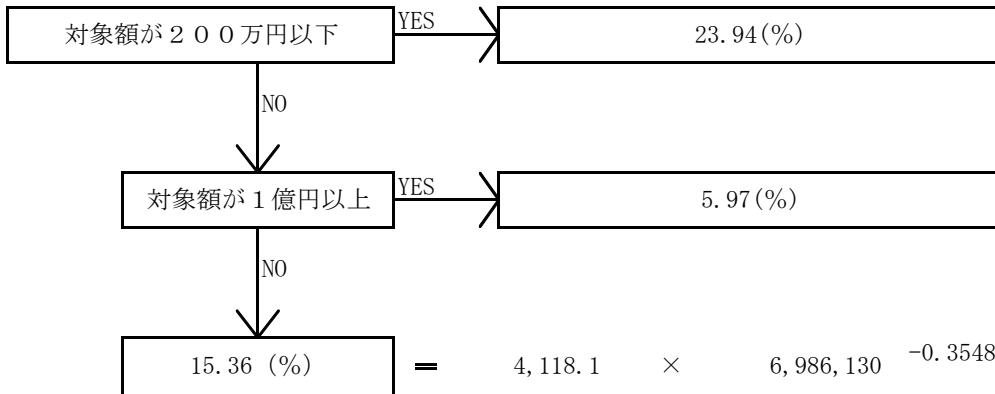 対象額が２００万円以下 YES 23.94(%)
NO
対象額が１億円以上 YES 5.97(%)
NO
15.36 (%) = 4,118.1 × 6,986,130 -0.3548